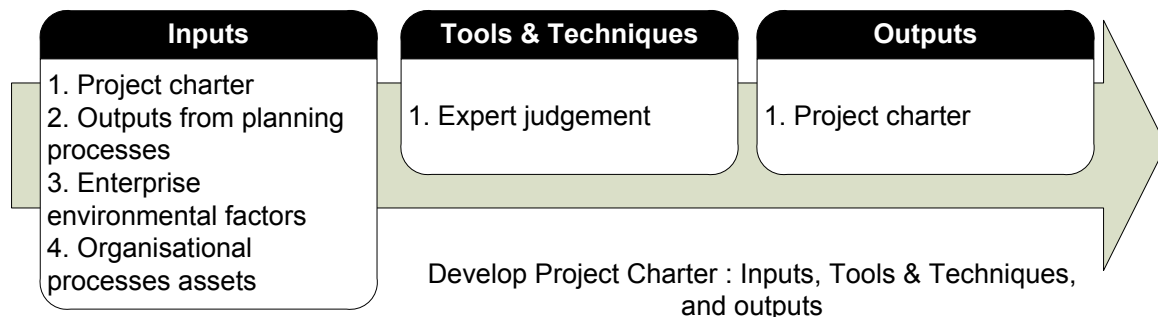 Inputs
1. Project charter
2. Outputs from planning
processes
3. Enterprise
environmental factors
4. Organisational
processes assets
Tools & Techniques
1. Expert judgement
Outputs
1. Project charter
Develop Project Charter : Inputs, Tools & Techniques,
and outputs